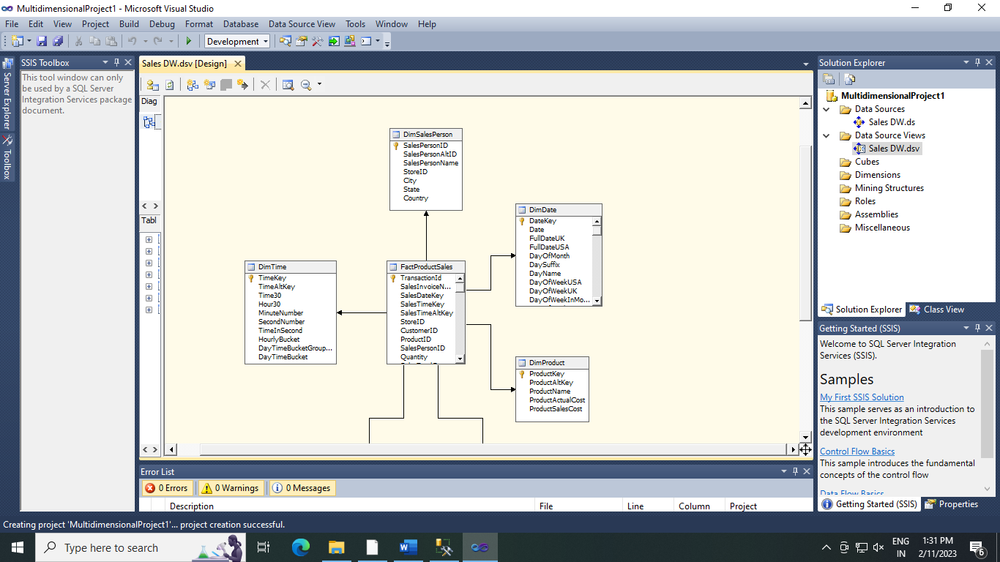 MultidimensionalProject1 - Microsoft Visual Studio
File Edit View Project Build Debug Format Database Data Source View Tools Window Help
Development
Server Explorer
Toolbox
SSIS Toolbox
This tool window can only
be used by a SQL Server
Integration Services package
document.
Sales DW.dsv [Design]
Diag
Tabl
DimSalesPerson
SalesPersonID
SalesPersonAltID
SalesPersonName
StoreID
City
State
Country
DimDate
DateKey
Date
FullDateUK
FullDateUSA
DayOfMonth
DaySuffix
DayName
DayOfWeekUSA
DayOfWeekUK
DayOfWeekInMo...
DimTime
TimeKey
TimeAltKey
Time30
Hour30
MinuteNumber
SecondNumber
TimeInSecond
HourlyBucket
DayTimeBucketGroup...
DayTimeBucket
FactProductSales
TransactionId
SalesInvoiceN...
SalesDateKey
SalesTimeKey
SalesTimeAltKey
StoreID
CustomerID
ProductID
SalesPersonID
Quantity
DimProduct
ProductKey
ProductAltKey
ProductName
ProductActualCost
ProductSalesCost
Error List
0 Errors 0 Warnings 0 Messages
Description File Line Column Project
Solution Explorer
MultidimensionalProject1
Data Sources
Sales DW.ds
Data Source Views
Sales DW.dsv
Cubes
Dimensions
Mining Structures
Roles
Assemblies
Miscellaneous
Solution Explorer Class View
Getting Started (SSIS)
Welcome to SQL Server Integration
Services (SSIS).
Samples
My First SSIS Solution
This sample serves as an introduction to
the SQL Server Integration Services
development environment
Control Flow Basics
This sample introduces the fundamental
concepts of the control flow
Data Flow Basics
Getting Started (SSIS) Properties
Creating project 'MultidimensionalProject1'... project creation successful.
Type here to search
ENG
IN
1:31 PM
2/11/2023
6